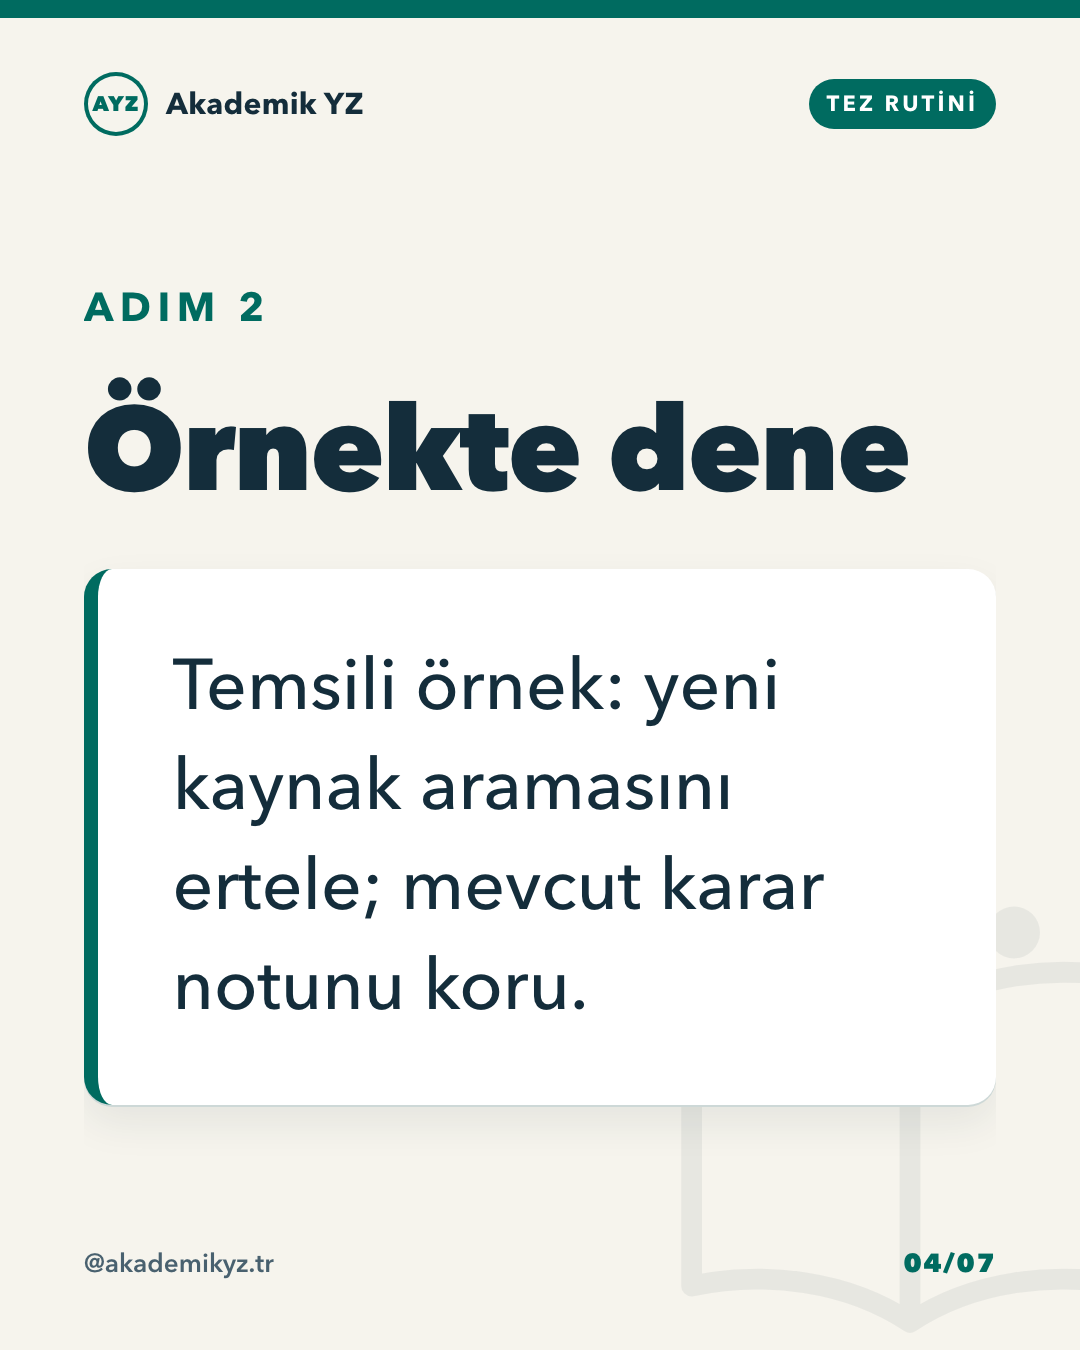 AYZ Akademik YZ
TEZ RUTİNİ
ADIM 2
Örnekte dene
Temsili örnek: yeni
kaynak aramasını
ertele; mevcut karar
notunu koru.
@akademikyz.tr
04/07